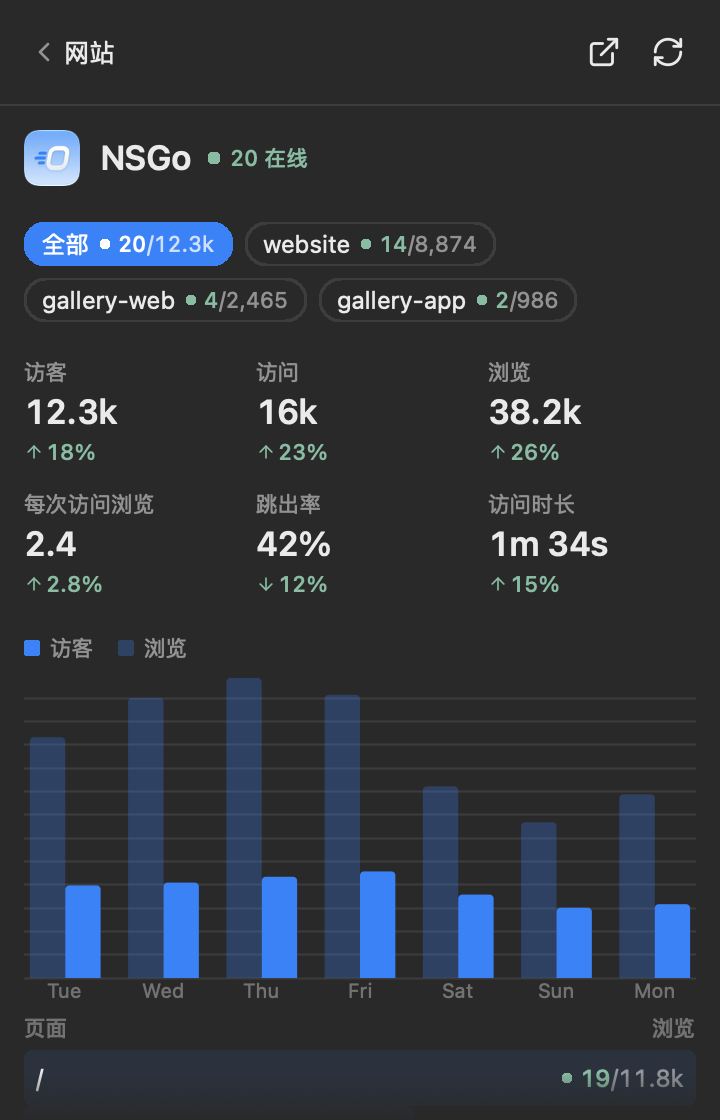 网站
NSGo 20 在线
全部 20/12.3k website 14/8,874
gallery-web 4/2,465 gallery-app 2/986
访客 访问 浏览
12.3k 16k 38.2k
↑ 18% ↑ 23% ↑ 26%
每次访问浏览 跳出率 访问时长
2.4 42% 1m 34s
↑ 2.8% ↓ 12% ↑ 15%
访客 浏览
Tue Wed Thu Fri Sat Sun Mon
页面 浏览
/ 19/11.8k